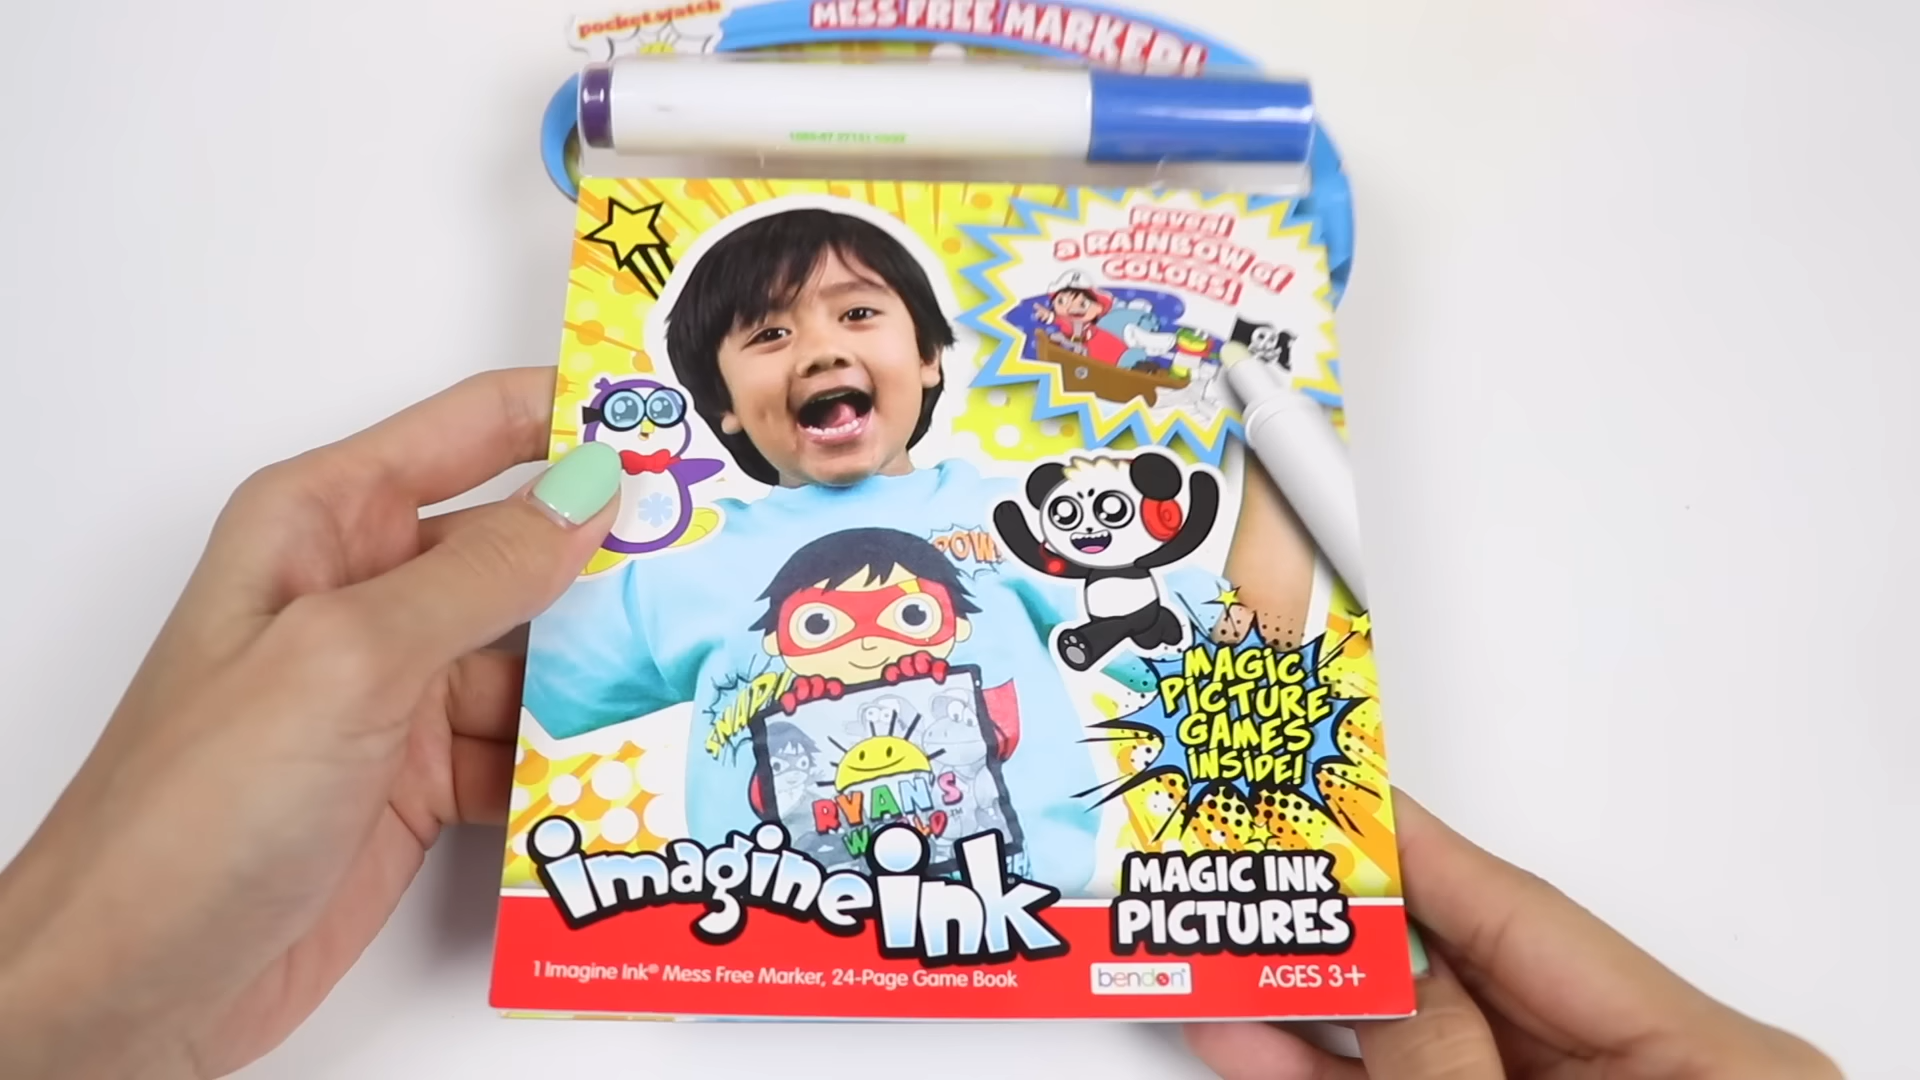 pocket.watch
MESS FREE MARKER!
Reveal
a RAINBOW of
COLORS!
POW!
SNAP!
MAGIC
PICTURE
GAMES
INSIDE!
RYAN'S
WORLD™
imagine ink
MAGIC INK
PICTURES
1 Imagine Ink® Mess Free Marker, 24-Page Game Book
bendon®
AGES 3+